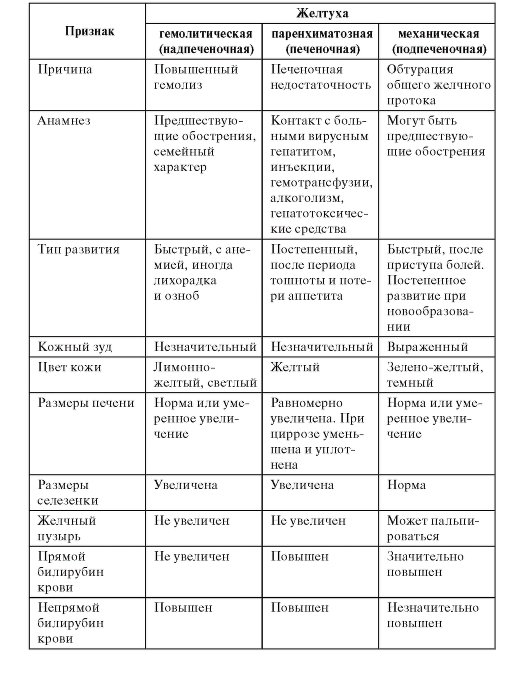 Признак
Желтуха
гемолитическая
(надпеченочная)
паренхиматозная
(печеночная)
механическая
(подпеченочная)
Причина
Повышенный
гемолиз
Печеночная
недостаточность
Обтурация
общего желчного
протока
Анамнез
Предшествую-
щие обострения,
семейный
характер
Контакт с боль-
ными вирусным
гепатитом,
инъекции,
гемотрансфузии,
алкоголизм,
гепатотоксичес-
кие средства
Могут быть
предшествую-
щие обострения
Тип развития
Быстрый, с ане-
мией, иногда
лихорадка
и озноб
Постепенный,
после периода
тошноты и поте-
ри аппетита
Быстрый, после
приступа болей.
Постепенное
развитие при
новообразова-
нии
Кожный зуд
Незначительный
Незначительный
Выраженный
Цвет кожи
Лимонно-
желтый, светлый
Желтый
Зелено-желтый,
темный
Размеры печени
Норма или уме-
ренное увели-
чение
Равномерно
увеличена. При
циррозе умень-
шена и уплот-
нена
Норма или уме-
ренное увели-
чение
Размеры
селезенки
Увеличена
Увеличена
Норма
Желчный
пузырь
Не увеличен
Не увеличен
Может пальпи-
роваться
Прямой
билирубин
крови
Не увеличен
Повышен
Значительно
повышен
Непрямой
билирубин
крови
Повышен
Повышен
Незначительно
повышен